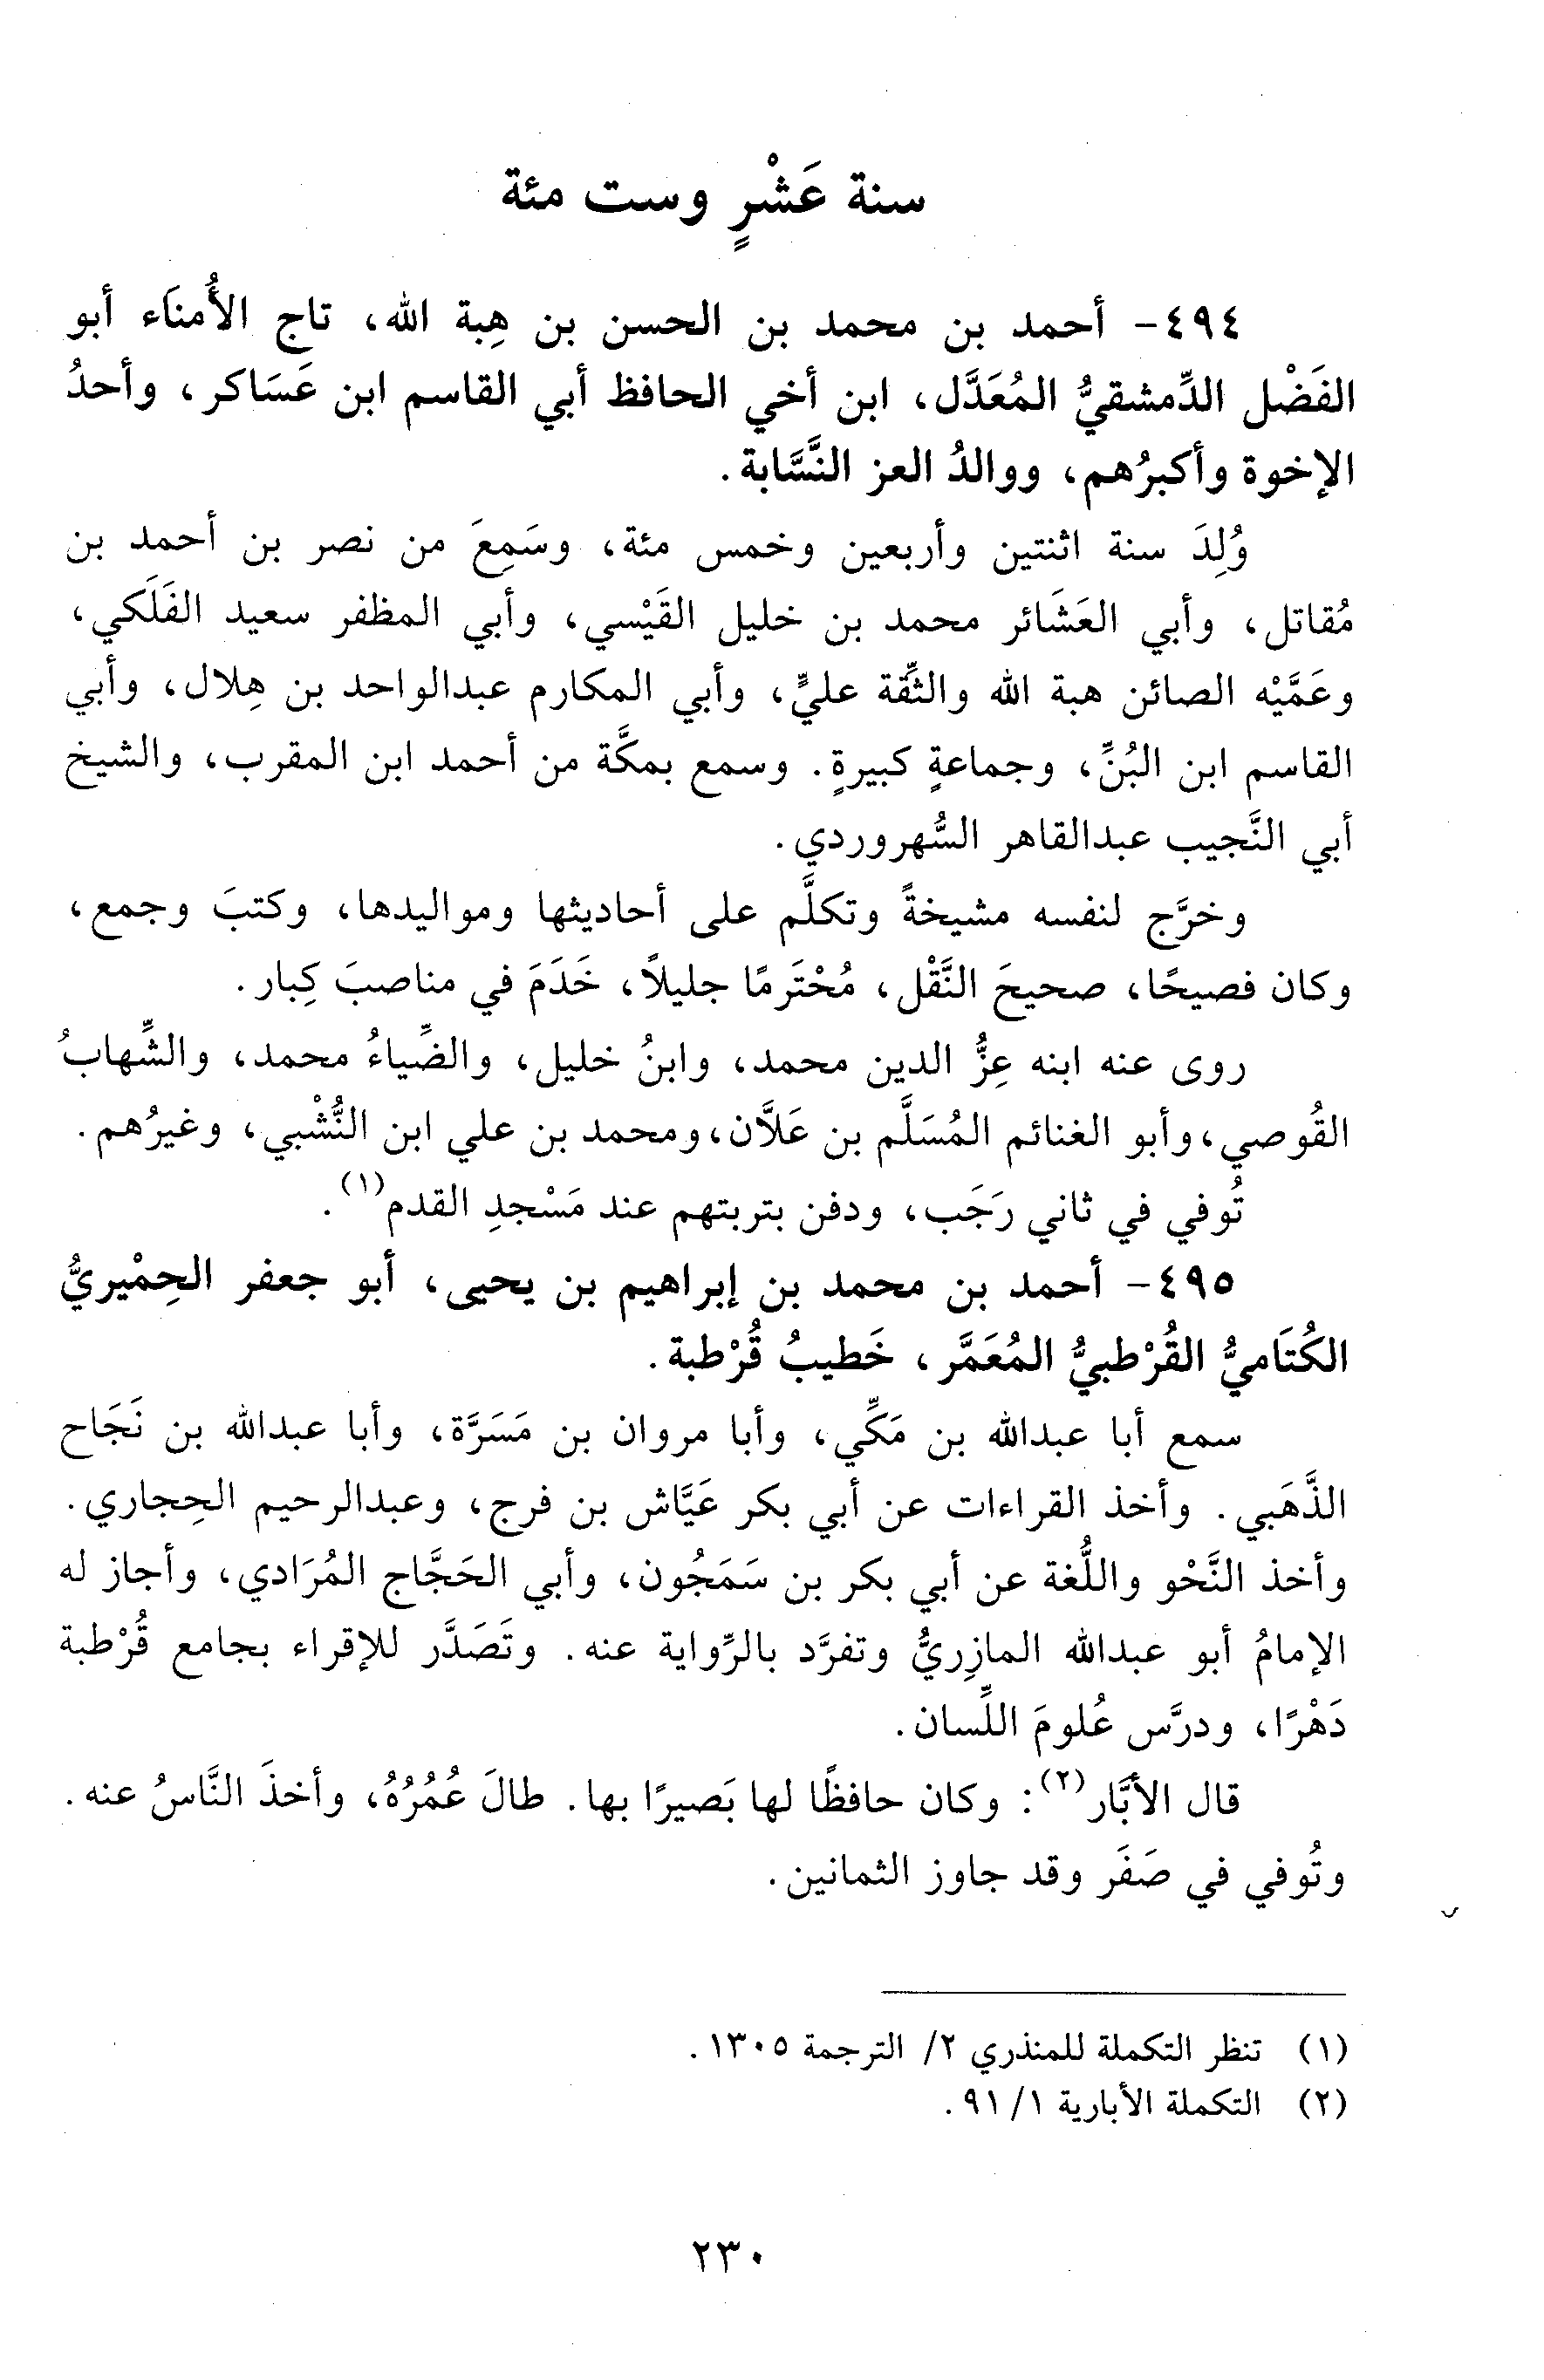 سنة عَشْرٍ وست مئة
٤٩٤- أحمد بن محمد بن الحسن بن هِبة الله، تاج الأُمنَاء أبو
الفَضْل الدِّمشقيُّ المُعَدَّل، ابن أخي الحافظ أبي القاسم ابن عَسَاكر، وأحدُ
الإخوة وأكبرُهم، ووالدُ العز النَّسَّابة.
وُلِدَ سنة اثنتين وأربعين وخمس مئة، وسَمِعَ من نصر بن أحمد بن
مُقاتل، وأبي العَشَائر محمد بن خليل القَيْسي، وأبي المظفر سعيد الفَلَكي،
وعَمَّيْه الصائن هبة الله والثِّقة عليٍّ، وأبي المكارم عبدالواحد بن هِلال، وأبي
القاسم ابن البُنِّ، وجماعةٍ كبيرةٍ. وسمع بمكَّة من أحمد ابن المقرب، والشيخ
أبي النَّجيب عبدالقاهر السُّهروردي.
وخرَّج لنفسه مشيخةً وتكلَّم على أحاديثها ومواليدها، وكتبَ وجمع،
وكان فصيحًا، صحيحَ النَّقْل، مُحْتَرمًا جليلاً، خَدَمَ في مناصبَ كِبار.
روى عنه ابنه عِزُّ الدين محمد، وابنُ خليل، والضِّياءُ محمد، والشِّهابُ
القُوصي، وأبو الغنائم المُسَلَّم بن عَلاَّن، ومحمد بن علي ابن النُّشْبي، وغيرُهم.
تُوفي في ثاني رَجَب، ودفن بتربتهم عند مَسْجدِ القدم(١).
٤٩٥- أحمد بن محمد بن إبراهيم بن يحيى، أبو جعفر الحِمْيريُّ
الكُتَاميُّ القُرْطبيُّ المُعَمَّر، خَطيبُ قُرْطبة.
سمع أبا عبدالله بن مَكِّي، وأبا مروان بن مَسَرَّة، وأبا عبدالله بن نَجَاح
الذَّهَبي. وأخذ القراءات عن أبي بكر عَيَّاش بن فرج، وعبدالرحيم الحِجاري.
وأخذ النَّحْو واللُّغة عن أبي بكر بن سَمَجُون، وأبي الحَجَّاج المُرَادي، وأجاز له
الإمامُ أبو عبدالله المازِريُّ وتفرَّد بالرِّواية عنه. وتَصَدَّر للإقراء بجامع قُرْطبة
دَهْرًا، ودرَّس عُلومَ اللِّسان.
قال الأبَّار(٢): وكان حافظًا لها بَصيرًا بها. طالَ عُمُرُهُ، وأخذَ النَّاسُ عنه.
وتُوفي في صَفَر وقد جاوز الثمانين.
(١) تنظر التكملة للمنذري ٢/ الترجمة ١٣٠٥.
(٢) التكملة الأبارية ١/ ٩١.
٢٣٠